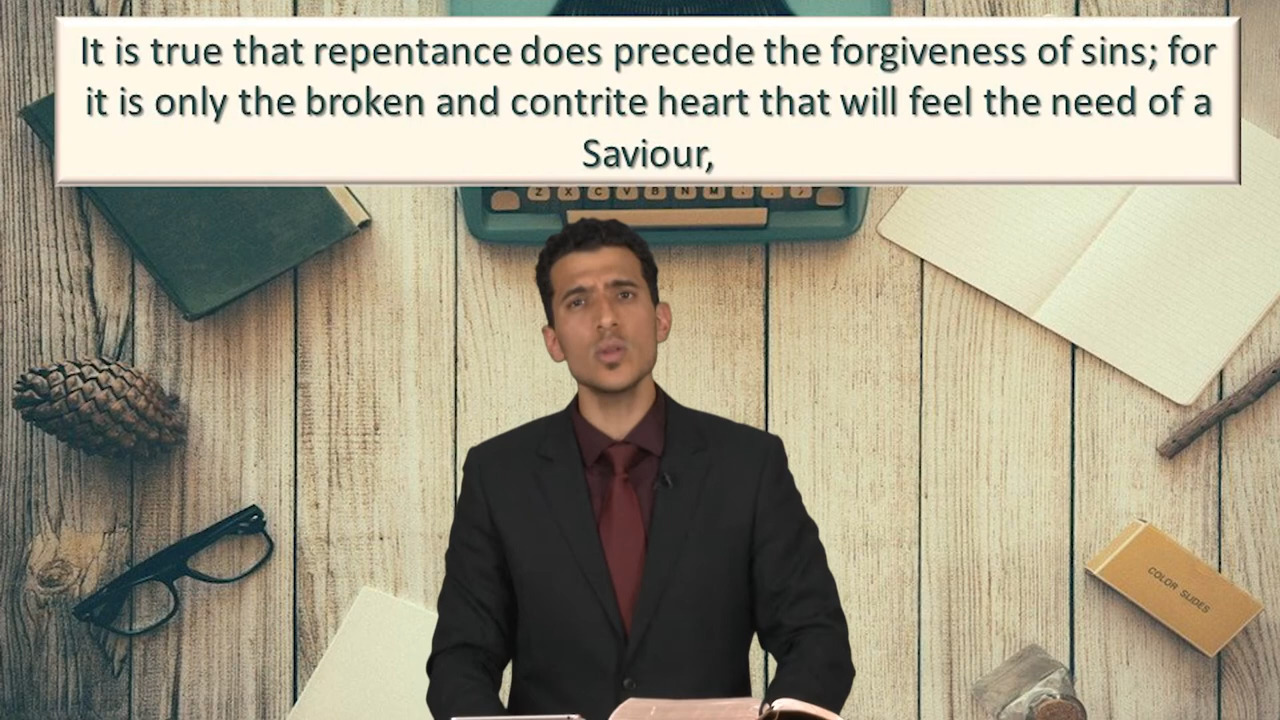 It is true that repentance does precede the forgiveness of sins; for
it is only the broken and contrite heart that will feel the need of a
Saviour,
Z X C V B N M
COLOR SLIDES